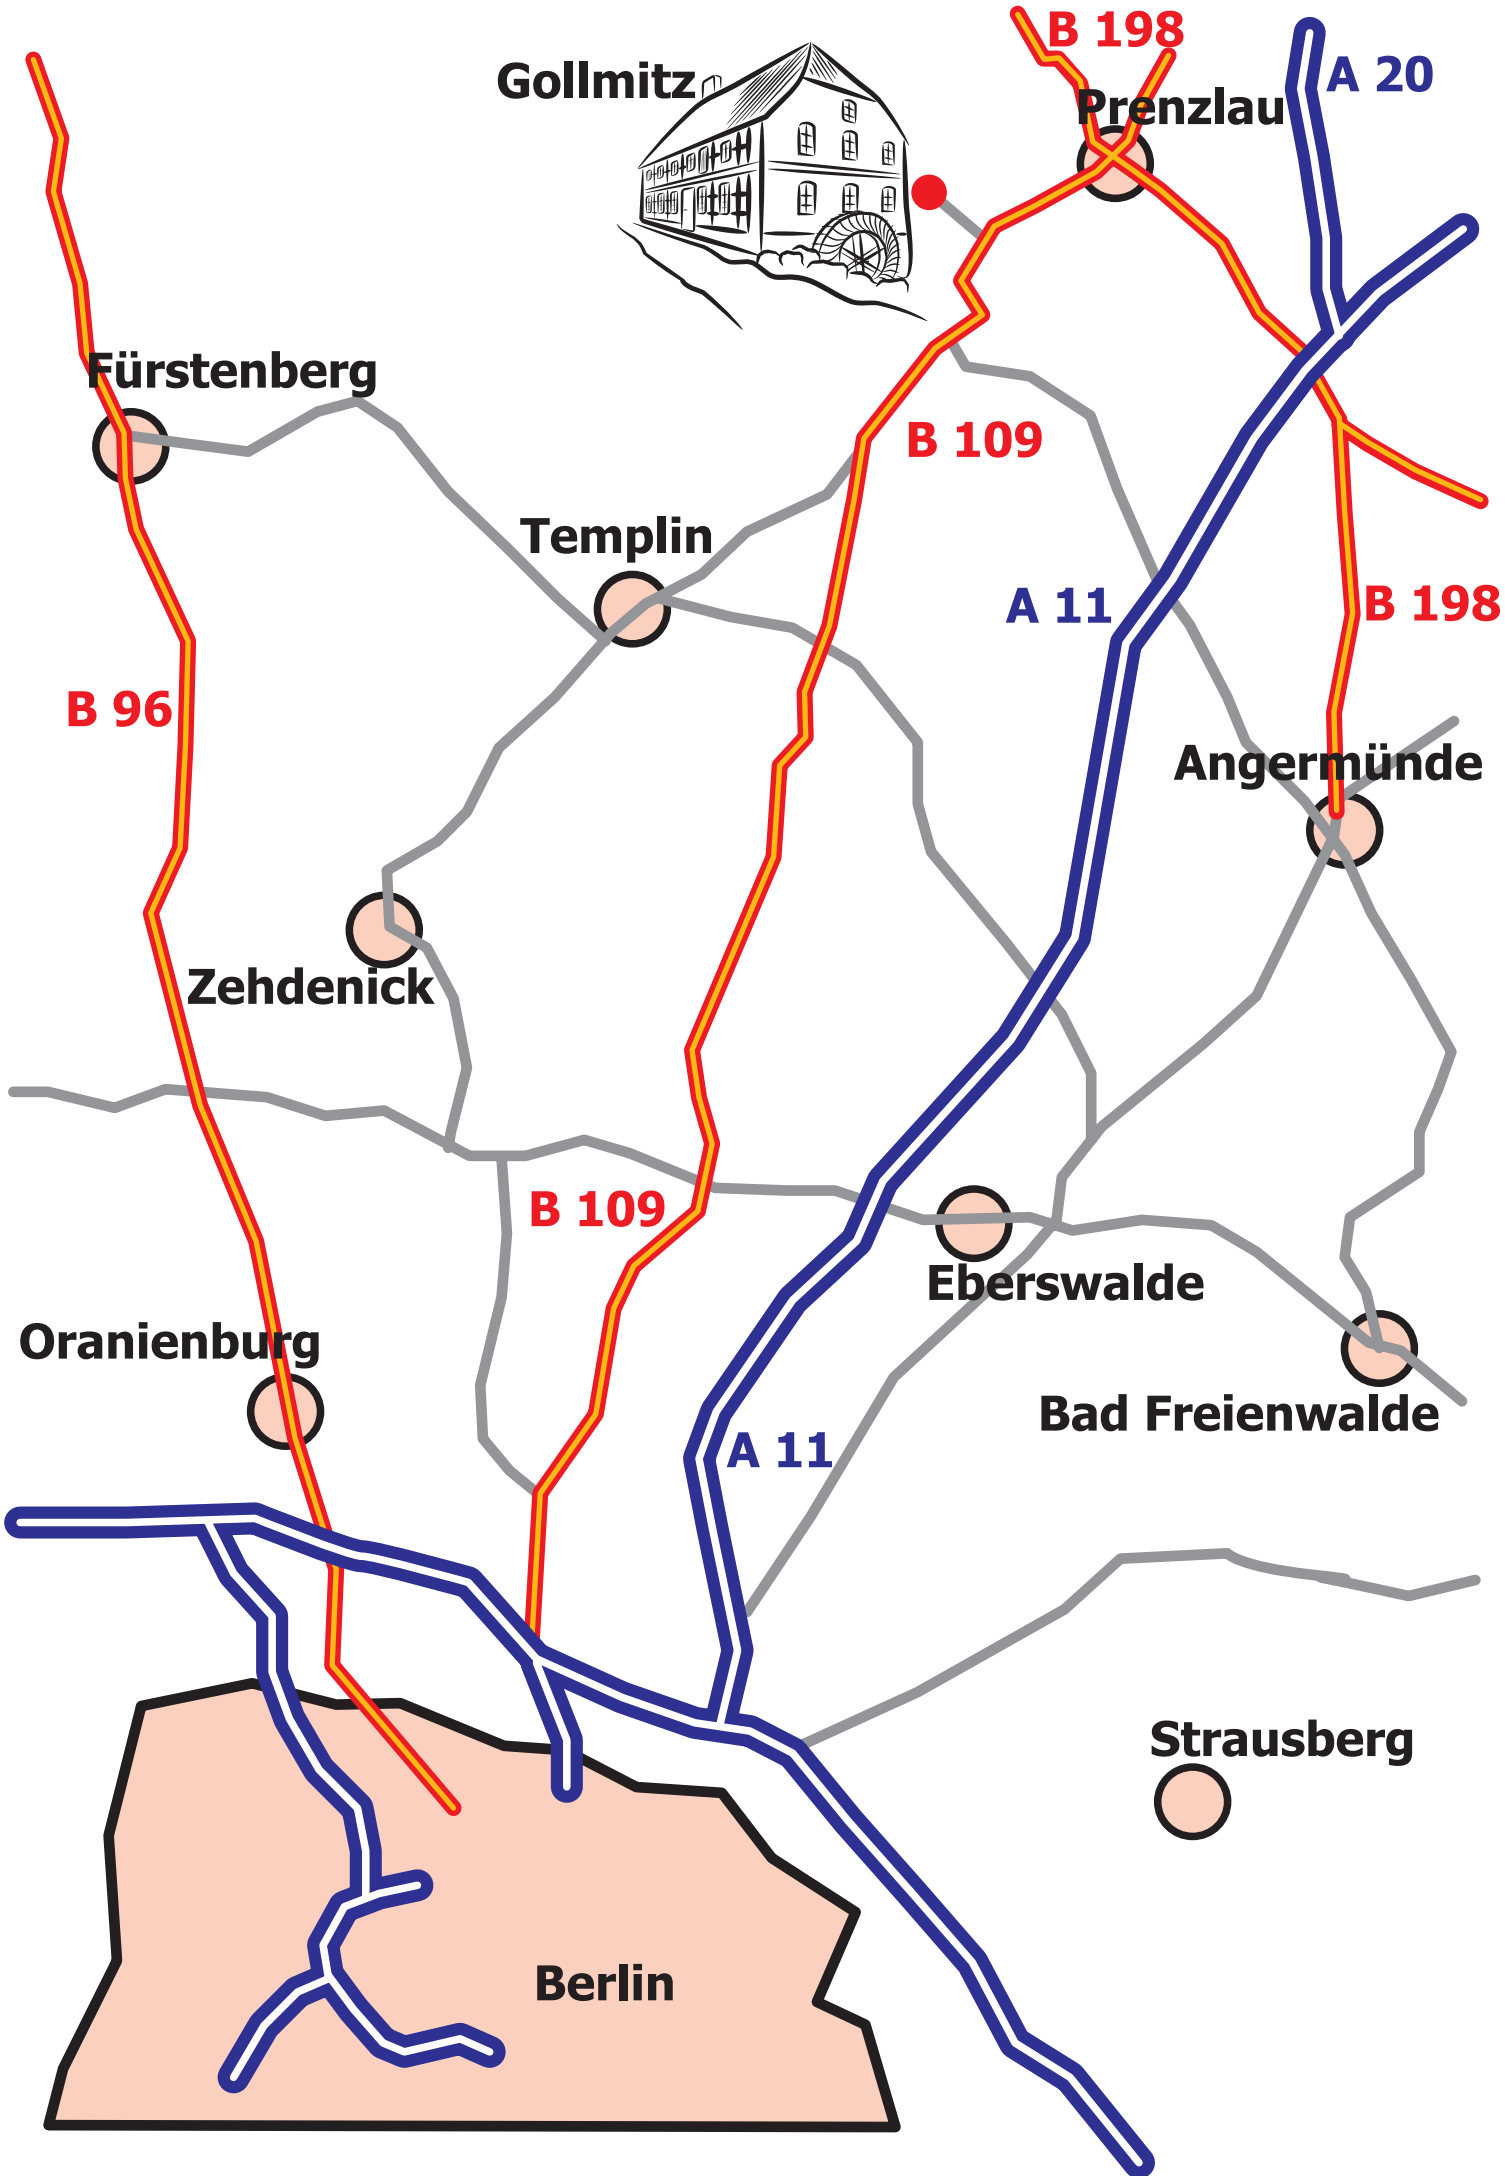 B 198
A 20
Gollmitz
Prenzlau
Fürstenberg
B 109
Templin
A 11
B 198
B 96
Angermünde
Zehdenick
B 109
Eberswalde
Oranienburg
Bad Freienwalde
A 11
Strausberg
Berlin